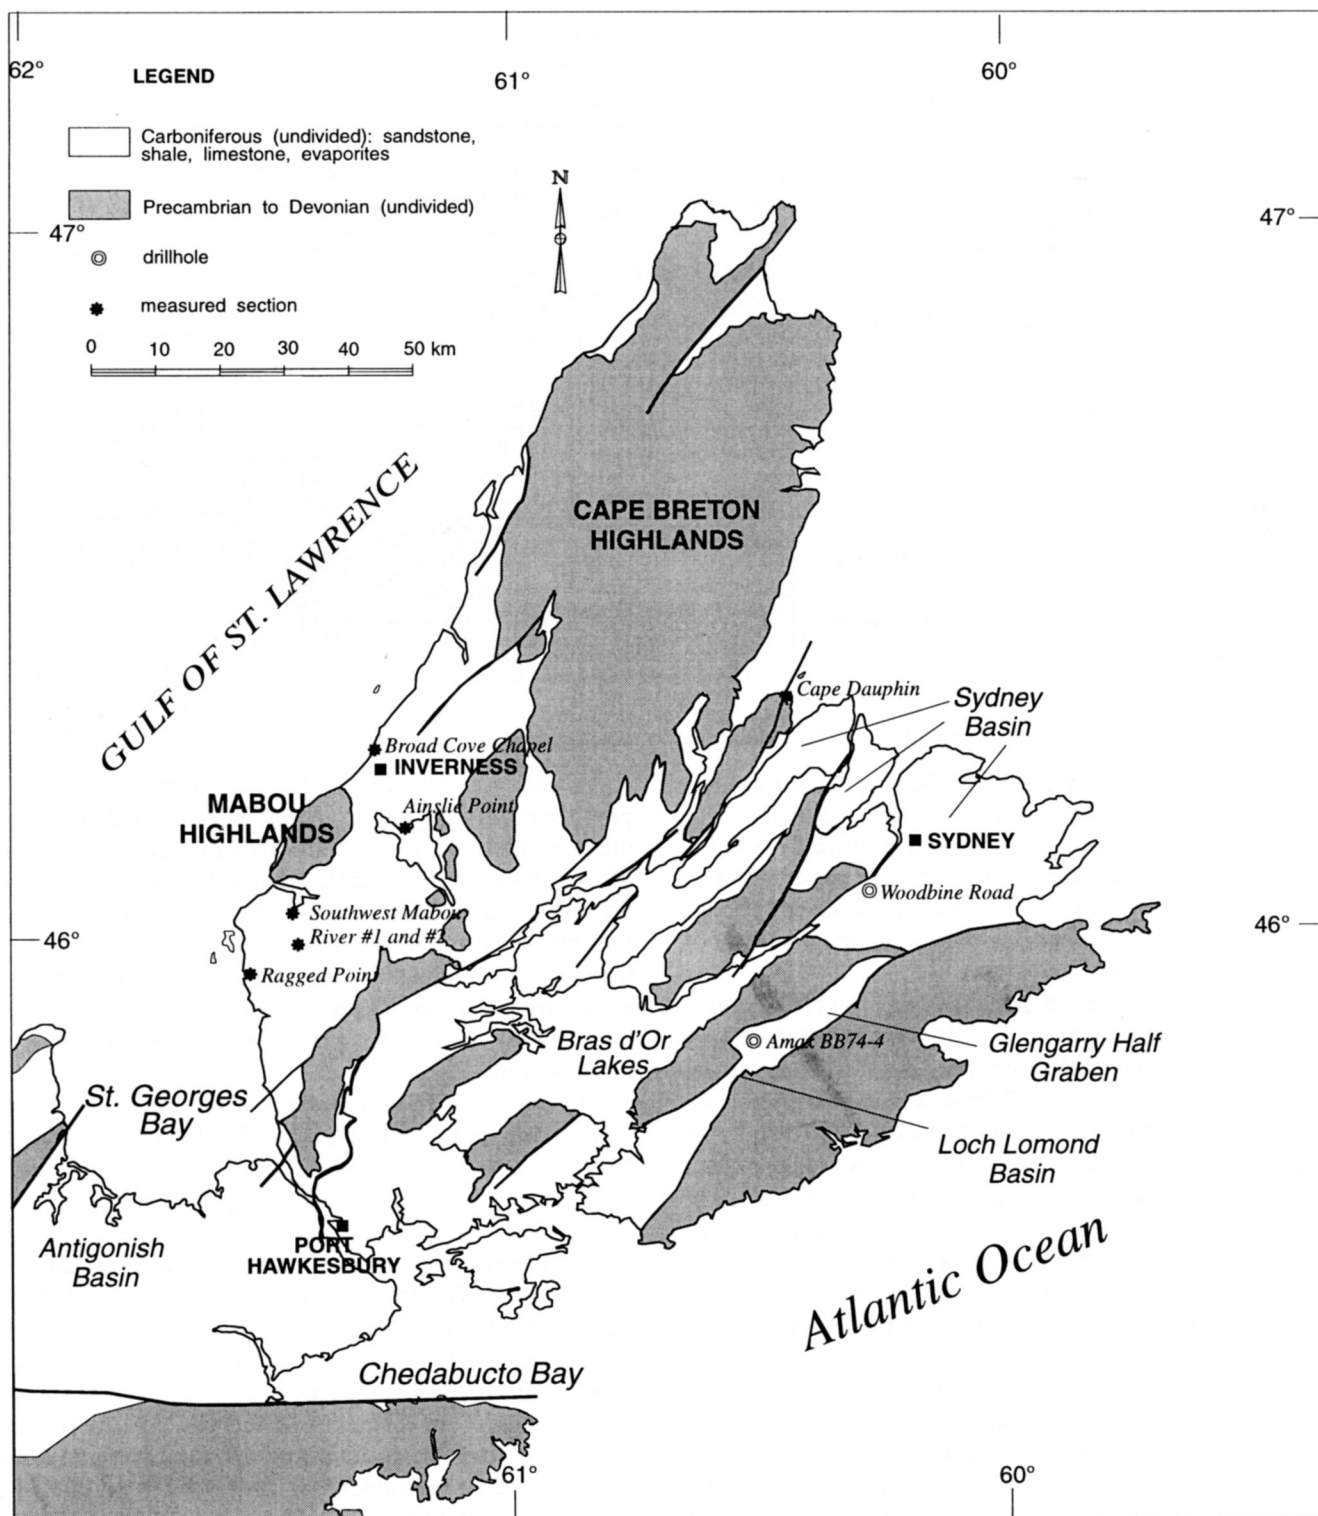 62°
61°
60°
LEGEND
Carboniferous (undivided): sandstone,
shale, limestone, evaporites
Precambrian to Devonian (undivided)
47°
47°
drillhole
measured section
0 10 20 30 40 50 km
N
GULF OF ST. LAWRENCE
CAPE BRETON
HIGHLANDS
Cape Dauphin
Sydney
Basin
Broad Cove Chapel
INVERNESS
MABOU
HIGHLANDS
Ainslie Point
SYDNEY
Woodbine Road
Southwest Mabou
River #1 and #2
46°
46°
Ragged Point
Bras d'Or
Lakes
Amax BB74-4
Glengarry Half
Graben
St. Georges
Bay
Loch Lomond
Basin
Antigonish
Basin
PORT
HAWKESBURY
Atlantic Ocean
Chedabucto Bay
61°
60°